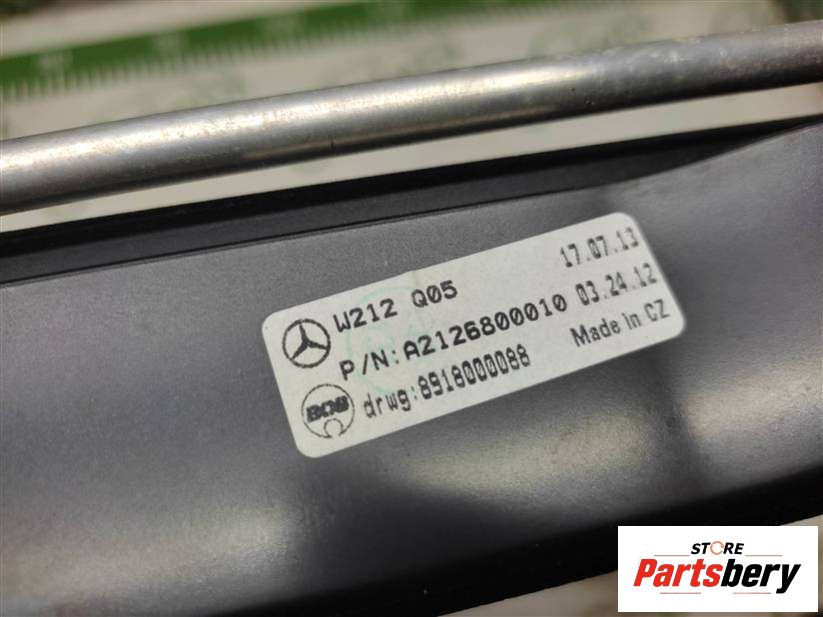 W212 Q05 17.07.13
P/N:A2126800010 03.24.12
BOS drwg:8918000088 Made in CZ
STORE
Partsbery